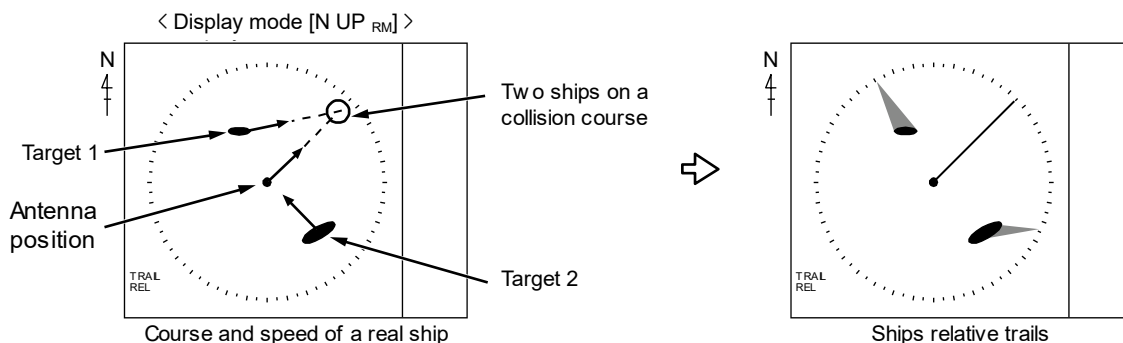 < Display mode [N UP RM] >
N
Two ships on a
collision course
Target 1
Antenna
position
Target 2
TRAIL
REL
Course and speed of a real ship
N
TRAIL
REL
Ships relative trails